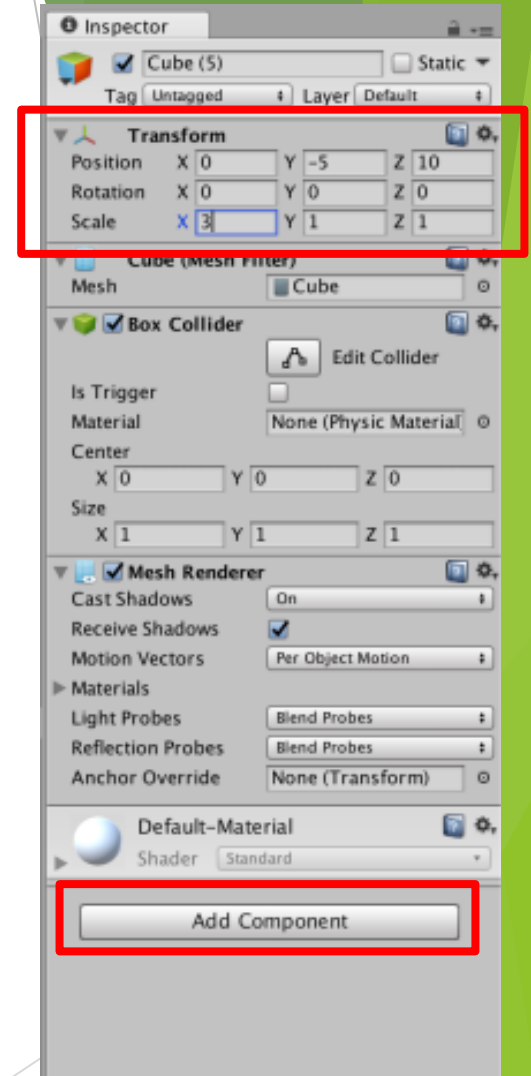 Inspector
Cube (5) Static
Tag Untagged Layer Default
Transform
Position X 0 Y -5 Z 10
Rotation X 0 Y 0 Z 0
Scale X 3 Y 1 Z 1
Cube (Mesh Filter)
Mesh Cube
Box Collider
Edit Collider
Is Trigger
Material None (Physic Material)
Center
X 0 Y 0 Z 0
Size
X 1 Y 1 Z 1
Mesh Renderer
Cast Shadows On
Receive Shadows
Motion Vectors Per Object Motion
Materials
Light Probes Blend Probes
Reflection Probes Blend Probes
Anchor Override None (Transform)
Default-Material
Shader Standard
Add Component